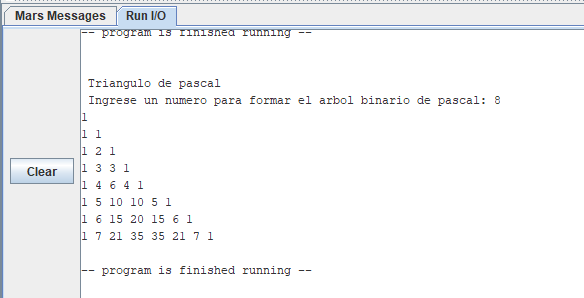 Mars Messages Run I/O
-- program is finished running --
Triangulo de pascal
Ingrese un numero para formar el arbol binario de pascal: 8
1
1 1
1 2 1
1 3 3 1
Clear
1 4 6 4 1
1 5 10 10 5 1
1 6 15 20 15 6 1
1 7 21 35 35 21 7 1
-- program is finished running --